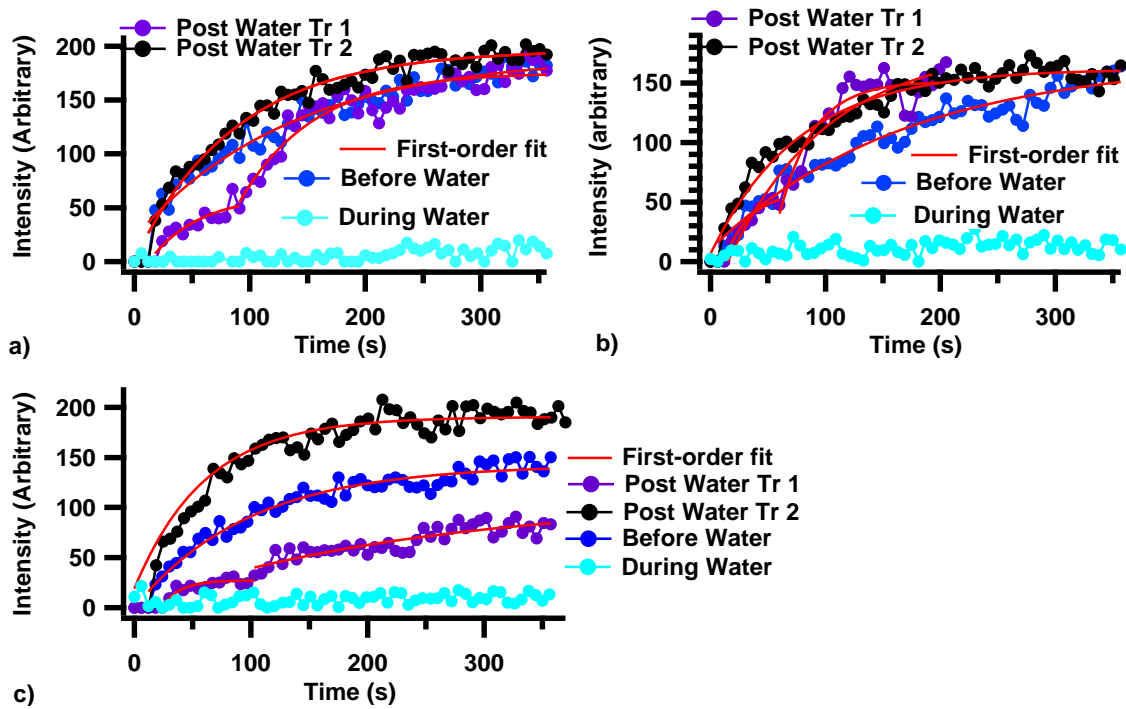 a)
Intensity (Arbitrary)
200
150
100
50
0
Post Water Tr 1
Post Water Tr 2
First-order fit
Before Water
During Water
0
100
200
300
Time (s)
b)
Intensity (arbitrary)
150
100
50
0
Post Water Tr 1
Post Water Tr 2
First-order fit
Before Water
During Water
0
100
200
300
Time (s)
c)
Intensity (Arbitrary)
200
150
100
50
0
First-order fit
Post Water Tr 1
Post Water Tr 2
Before Water
During Water
0
100
200
300
Time (s)